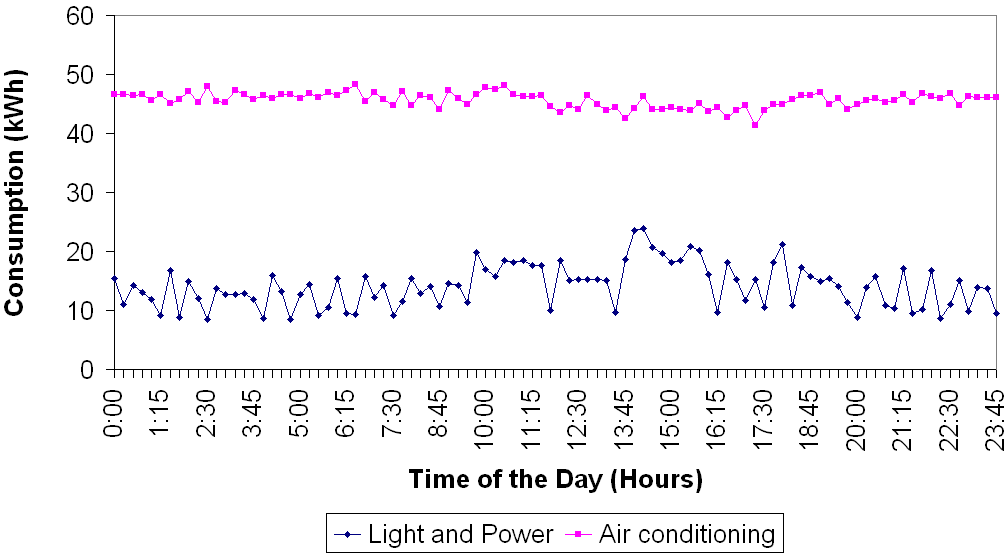 60
50
40
30
20
10
0
Consumption (kWh)
0:00 1:15 2:30 3:45 5:00 6:15 7:30 8:45 10:00 11:15 12:30 13:45 15:00 16:15 17:30 18:45 20:00 21:15 22:30 23:45
Time of the Day (Hours)
Light and Power Air conditioning